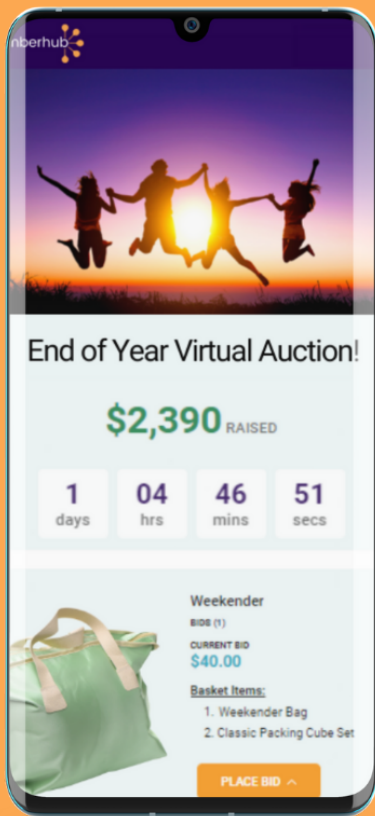 nberhub
End of Year Virtual Auction!
$2,390 RAISED
1 04 46 51
days hrs mins secs
Weekender
BIDS (1)
CURRENT BID
$40.00
Basket Items:
1. Weekender Bag
2. Classic Packing Cube Set
PLACE BID